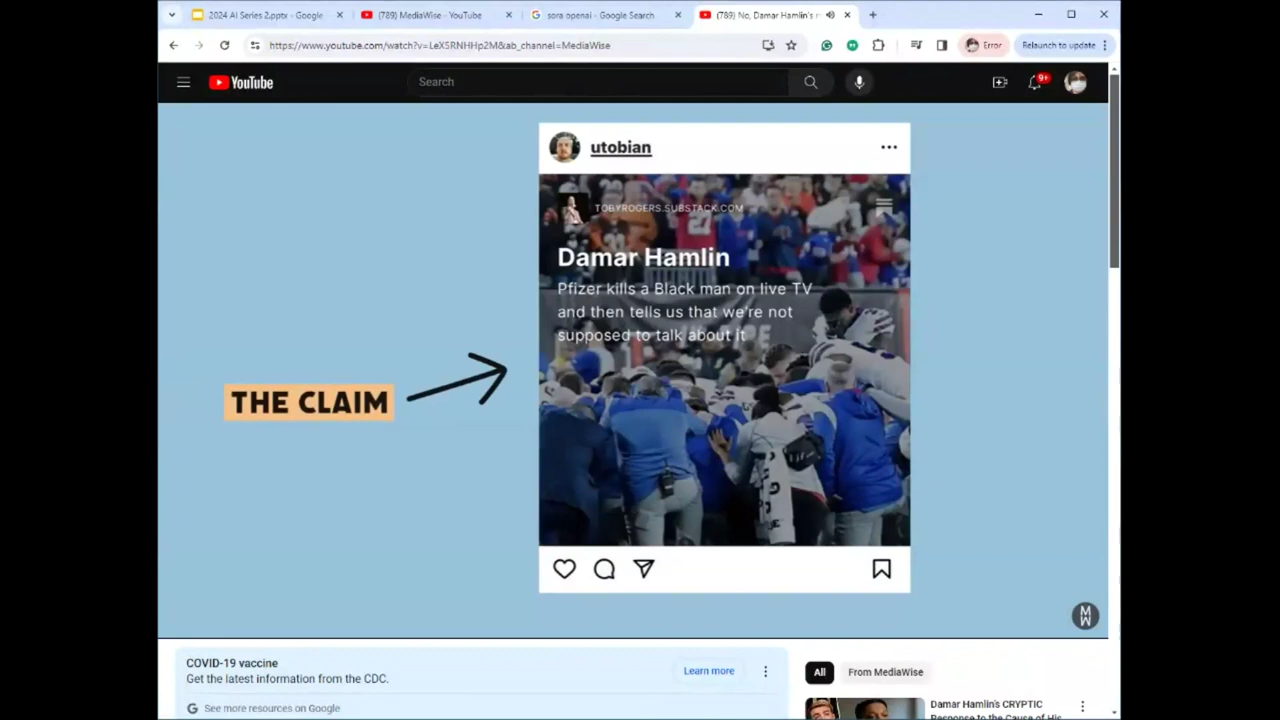 2024 AI Series 2.pptx - Google
(789) MediaWise - YouTube
sora openai - Google Search
(789) No, Damar Hamlin's m
https://www.youtube.com/watch?v=LeX5RNHHp2M&ab_channel=MediaWise
Error
Relaunch to update
YouTube
Search
9+
utobian
TOBYROGERS.SUBSTACK.COM
Damar Hamlin
Pfizer kills a Black man on live TV
and then tells us that we're not
supposed to talk about it
THE CLAIM
MW
COVID-19 vaccine
Get the latest information from the CDC.
Learn more
See more resources on Google
All
From MediaWise
Damar Hamlin's CRYPTIC
Response to the Cause of His